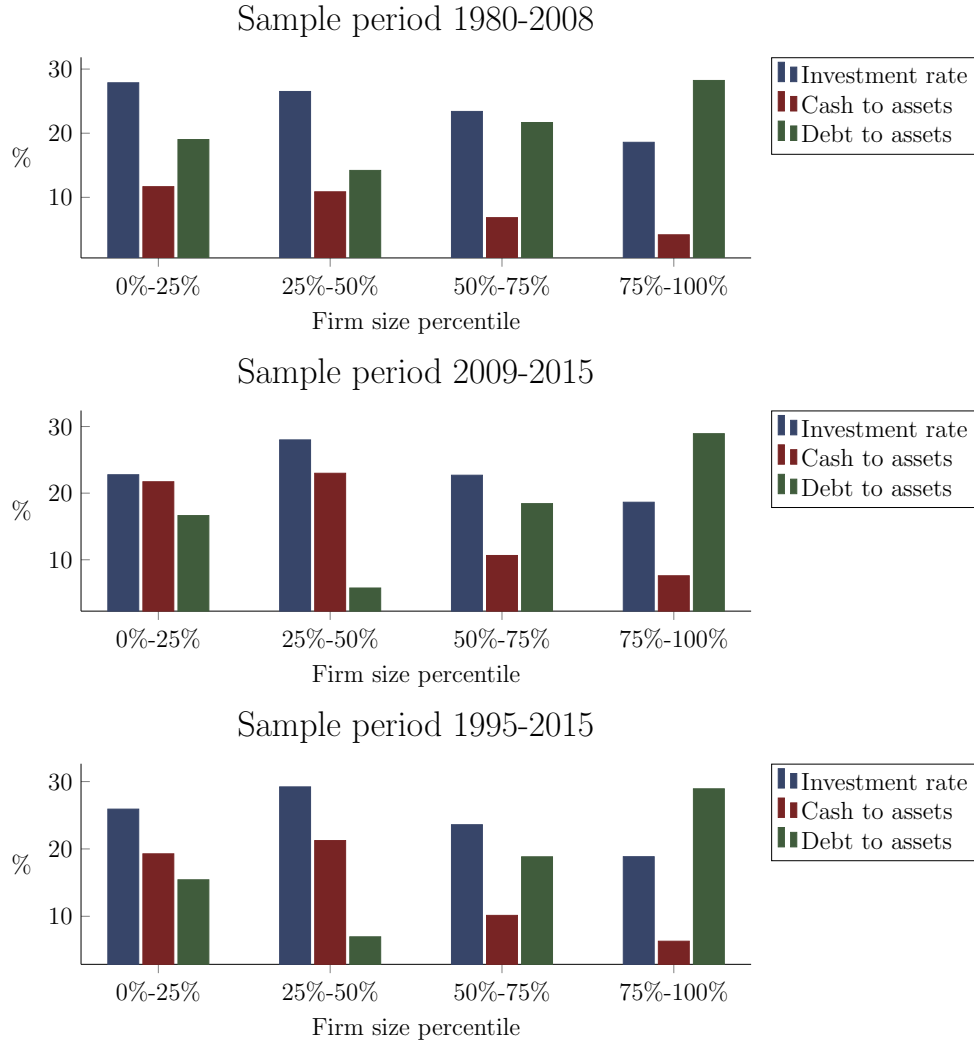 Sample period 1980-2008
30
20
10
%
0%-25% 25%-50% 50%-75% 75%-100%
Firm size percentile
Investment rate
Cash to assets
Debt to assets
Sample period 2009-2015
30
20
10
%
0%-25% 25%-50% 50%-75% 75%-100%
Firm size percentile
Investment rate
Cash to assets
Debt to assets
Sample period 1995-2015
30
20
10
%
0%-25% 25%-50% 50%-75% 75%-100%
Firm size percentile
Investment rate
Cash to assets
Debt to assets